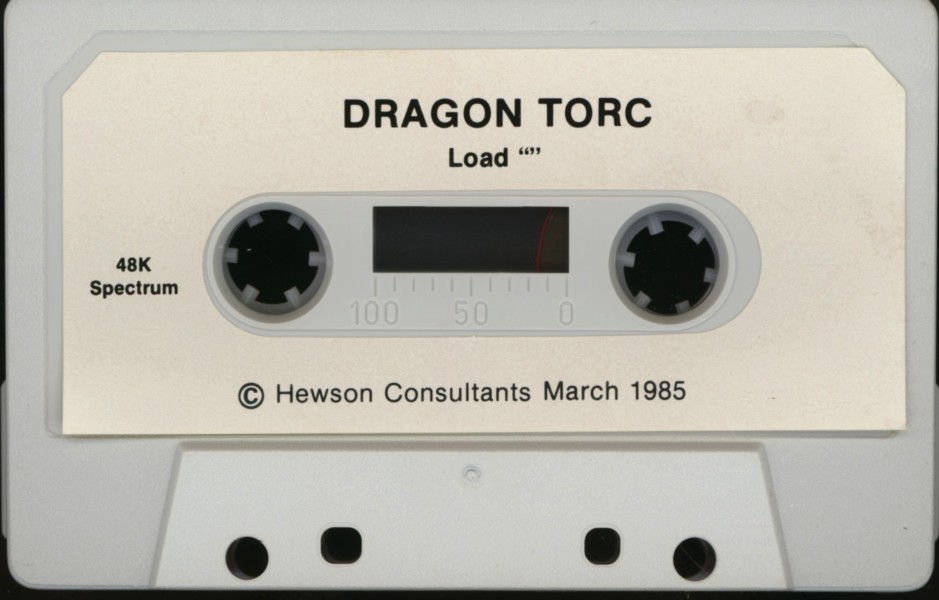 DRAGON TORC
Load “”
48K
Spectrum
100 50 0
© Hewson Consultants March 1985